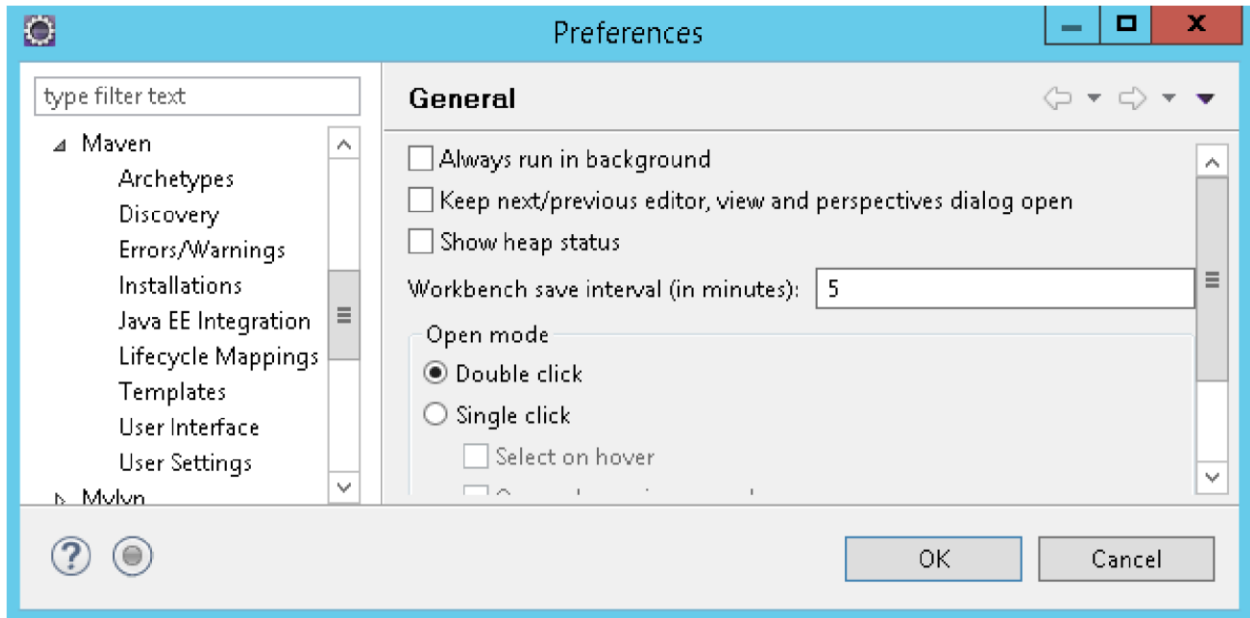 Preferences
type filter text
Maven
Archetypes
Discovery
Errors/Warnings
Installations
Java EE Integration
Lifecycle Mappings
Templates
User Interface
User Settings
Mylyn
General
Always run in background
Keep next/previous editor, view and perspectives dialog open
Show heap status
Workbench save interval (in minutes): 5
Open mode
Double click
Single click
Select on hover
OK
Cancel